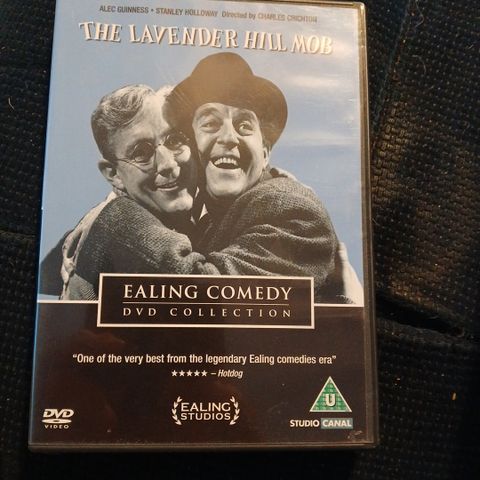 ALEC GUINNESS • STANLEY HOLLOWAY Directed by CHARLES CRICHTON
THE LAVENDER HILL MOB
EALING COMEDY
DVD COLLECTION
“One of the very best from the legendary Ealing comedies era”
★★★★★ – Hotdog
DVD
VIDEO
EALING
STUDIOS
U
STUDIO CANAL